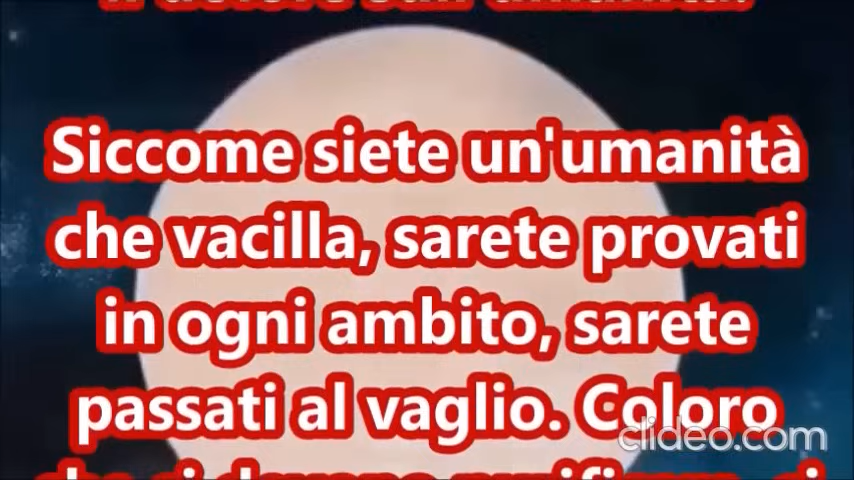 Siccome siete un'umanità
che vacilla, sarete provati
in ogni ambito, sarete
passati al vaglio. Coloro
clideo.com